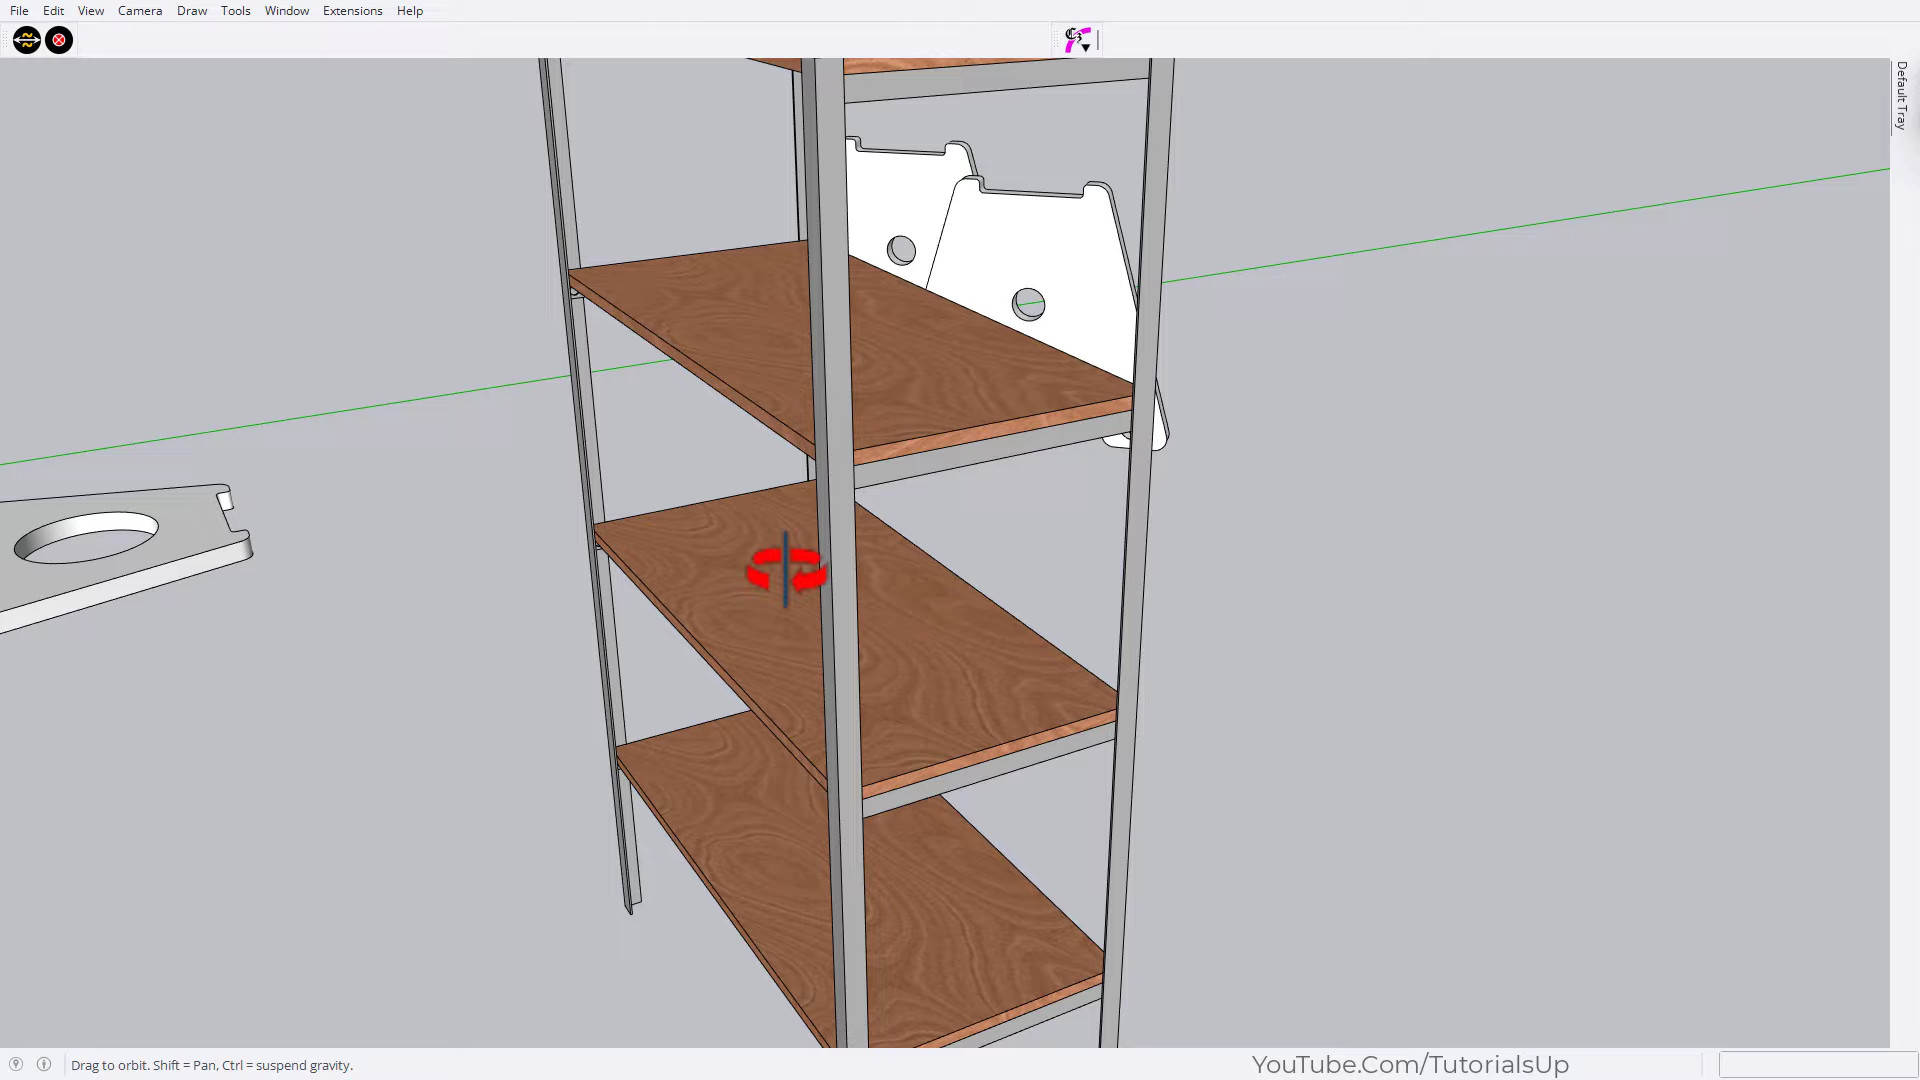 File Edit View Camera Draw Tools Window Extensions Help
Default Tray
Drag to orbit. Shift = Pan, Ctrl = suspend gravity.
YouTube.Com/TutorialsUp